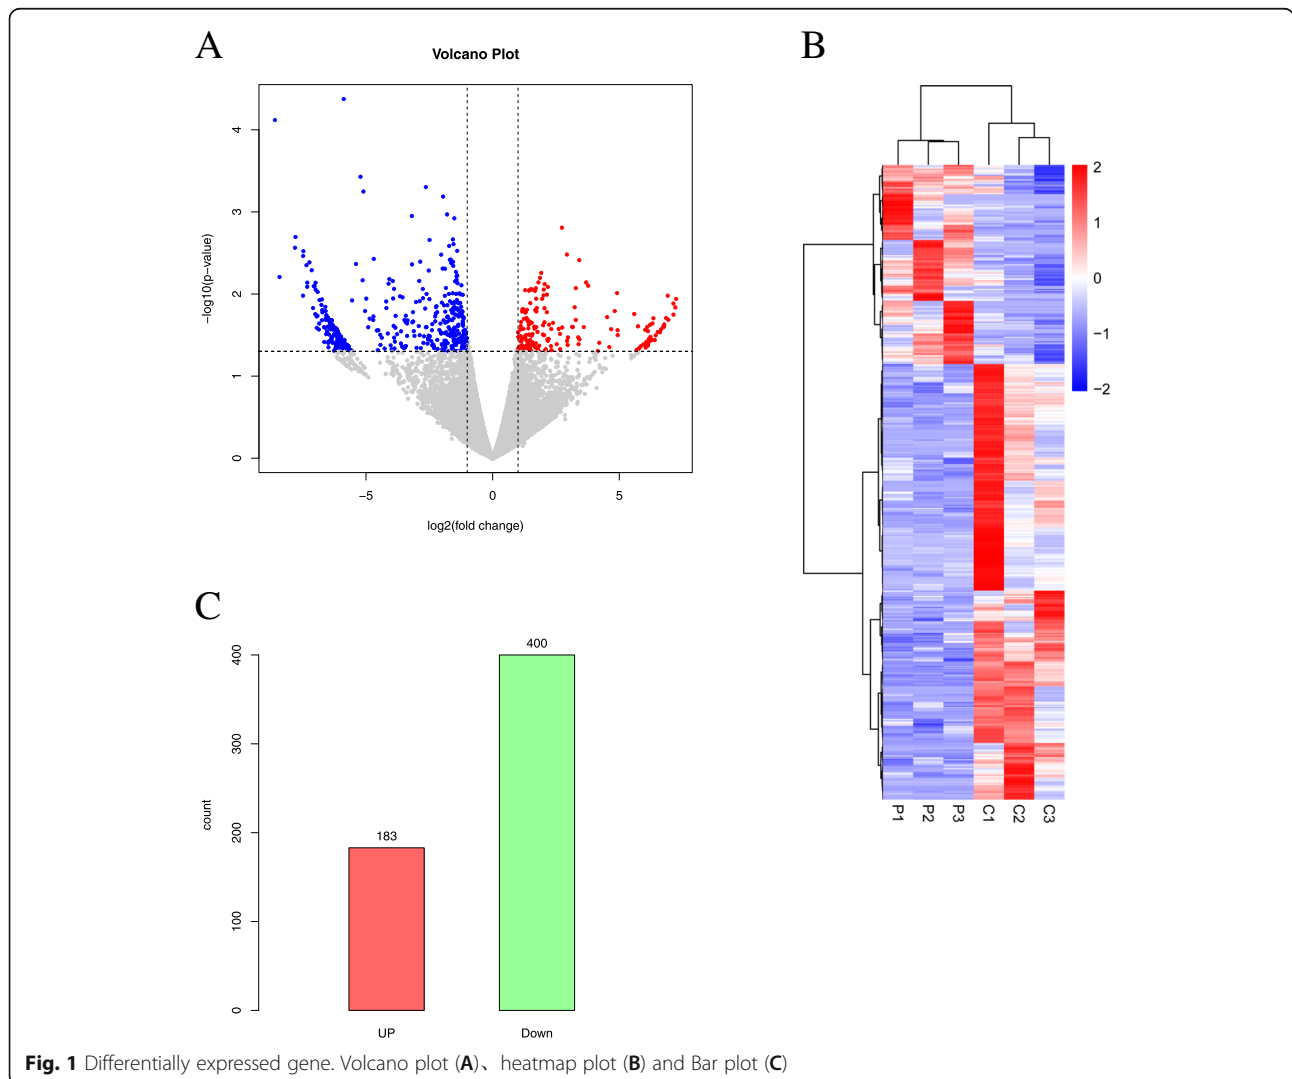 A
Volcano Plot
4
3
2
1
0
−log10(p−value)
−5
0
5
log2(fold change)
B
2
1
0
−1
−2
P1
P2
P3
C1
C2
C3
C
400
300
200
100
0
count
183
400
UP
Down
Fig. 1 Differentially expressed gene. Volcano plot (A)、heatmap plot (B) and Bar plot (C)